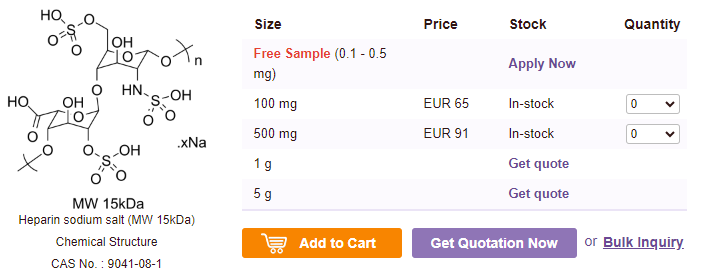 HO
O
S
O
O
OH
O
O
n
O
HN
S
OH
O
O
HO
O
OH
O
O
O
S
OH
O
O
.xNa
MW 15kDa
Heparin sodium salt (MW 15kDa)
Chemical Structure
CAS No. : 9041-08-1
Size Price Stock Quantity
Free Sample (0.1 - 0.5
mg) Apply Now
100 mg EUR 65 In-stock 0
500 mg EUR 91 In-stock 0
1 g Get quote
5 g Get quote
Add to Cart Get Quotation Now or Bulk Inquiry